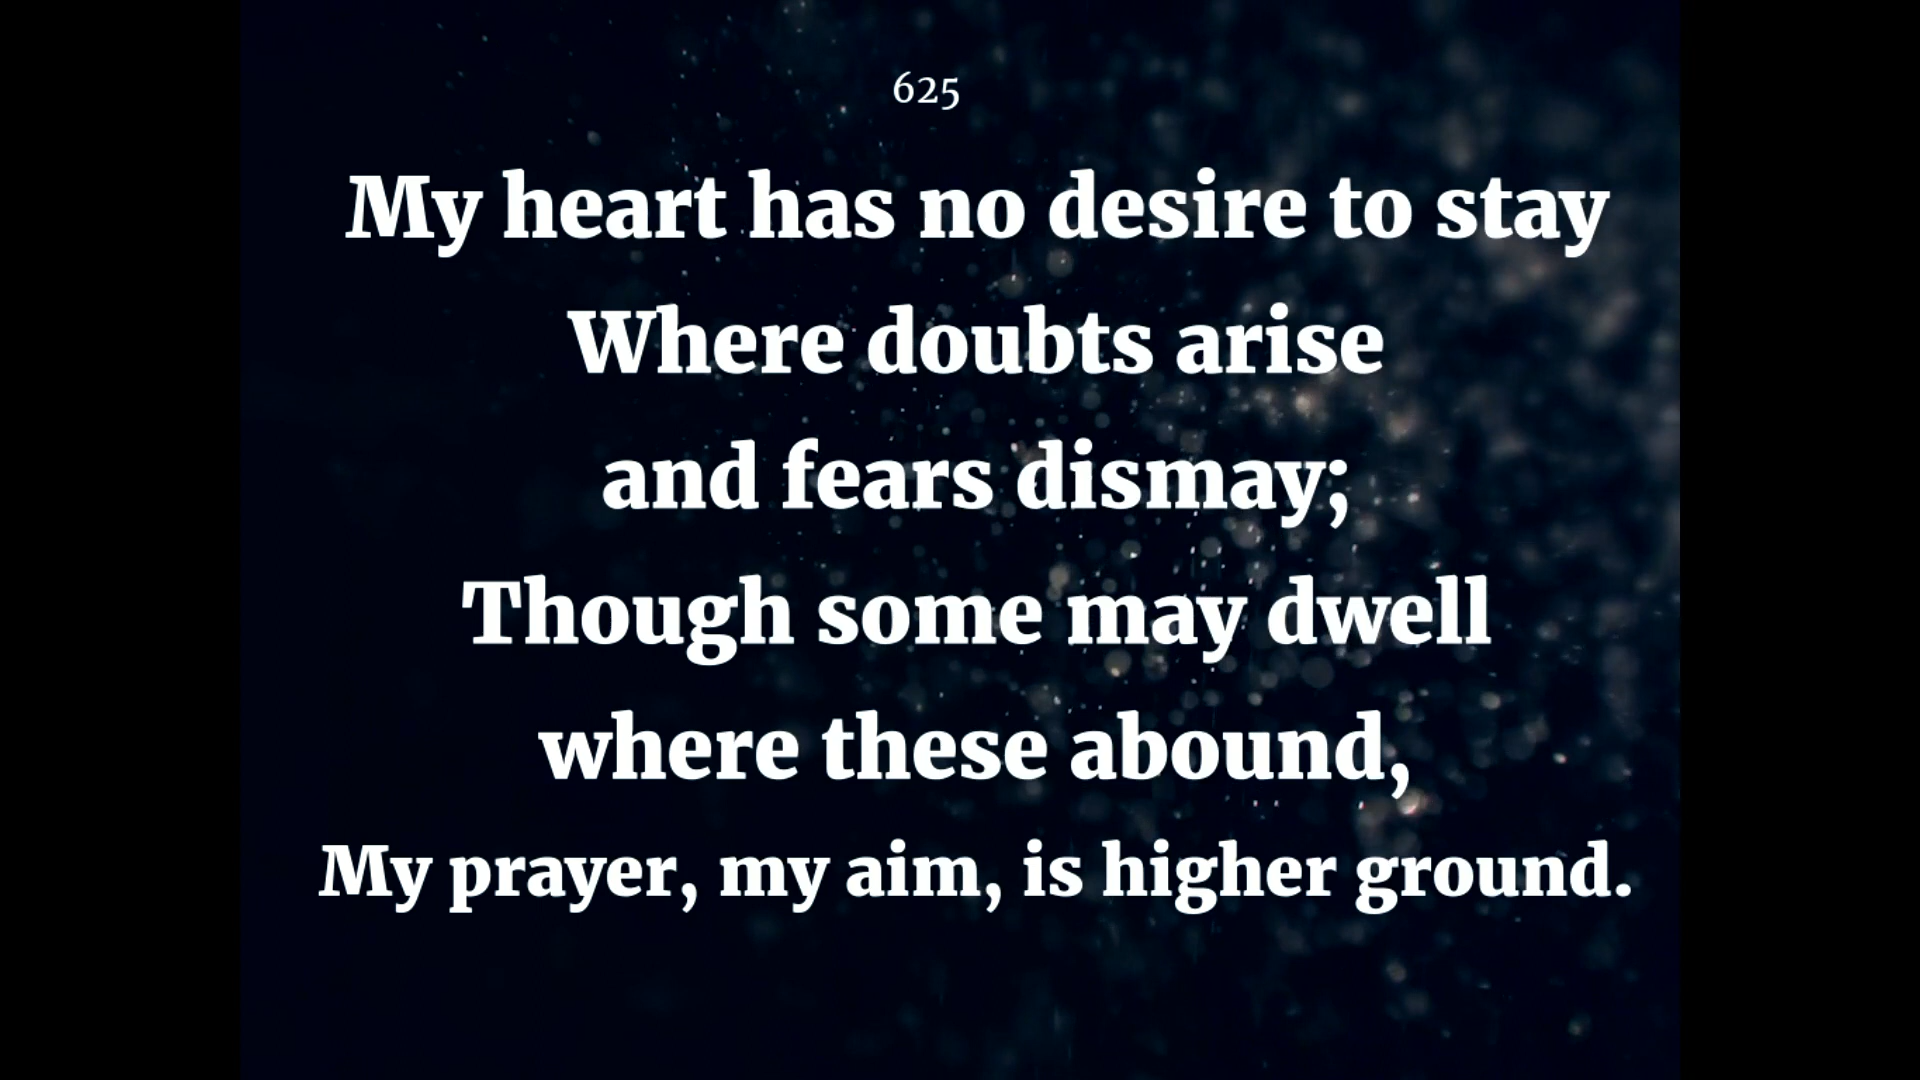 625
My heart has no desire to stay
Where doubts arise
and fears dismay;
Though some may dwell
where these abound,
My prayer, my aim, is higher ground.